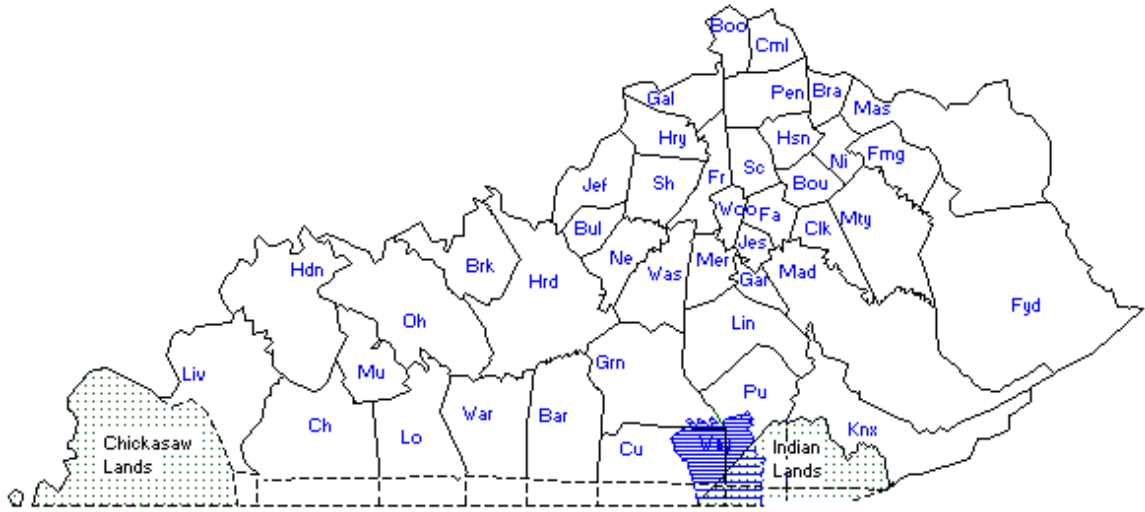 Boo
Cml
Gal
Pen
Bra
Mas
Hry
Hsn
Jef
Sh
Fr
Sc
Ni
Fmg
Bou
Woo
Fa
Bul
Clk
Mty
Jes
Hdn
Brk
Hrd
Ne
Was
Mer
Gar
Mad
Oh
Lin
Fyd
Liv
Mu
Grn
Pu
Ch
Lo
War
Bar
Cu
Way
Knx
Chickasaw
Lands
Indian
Lands